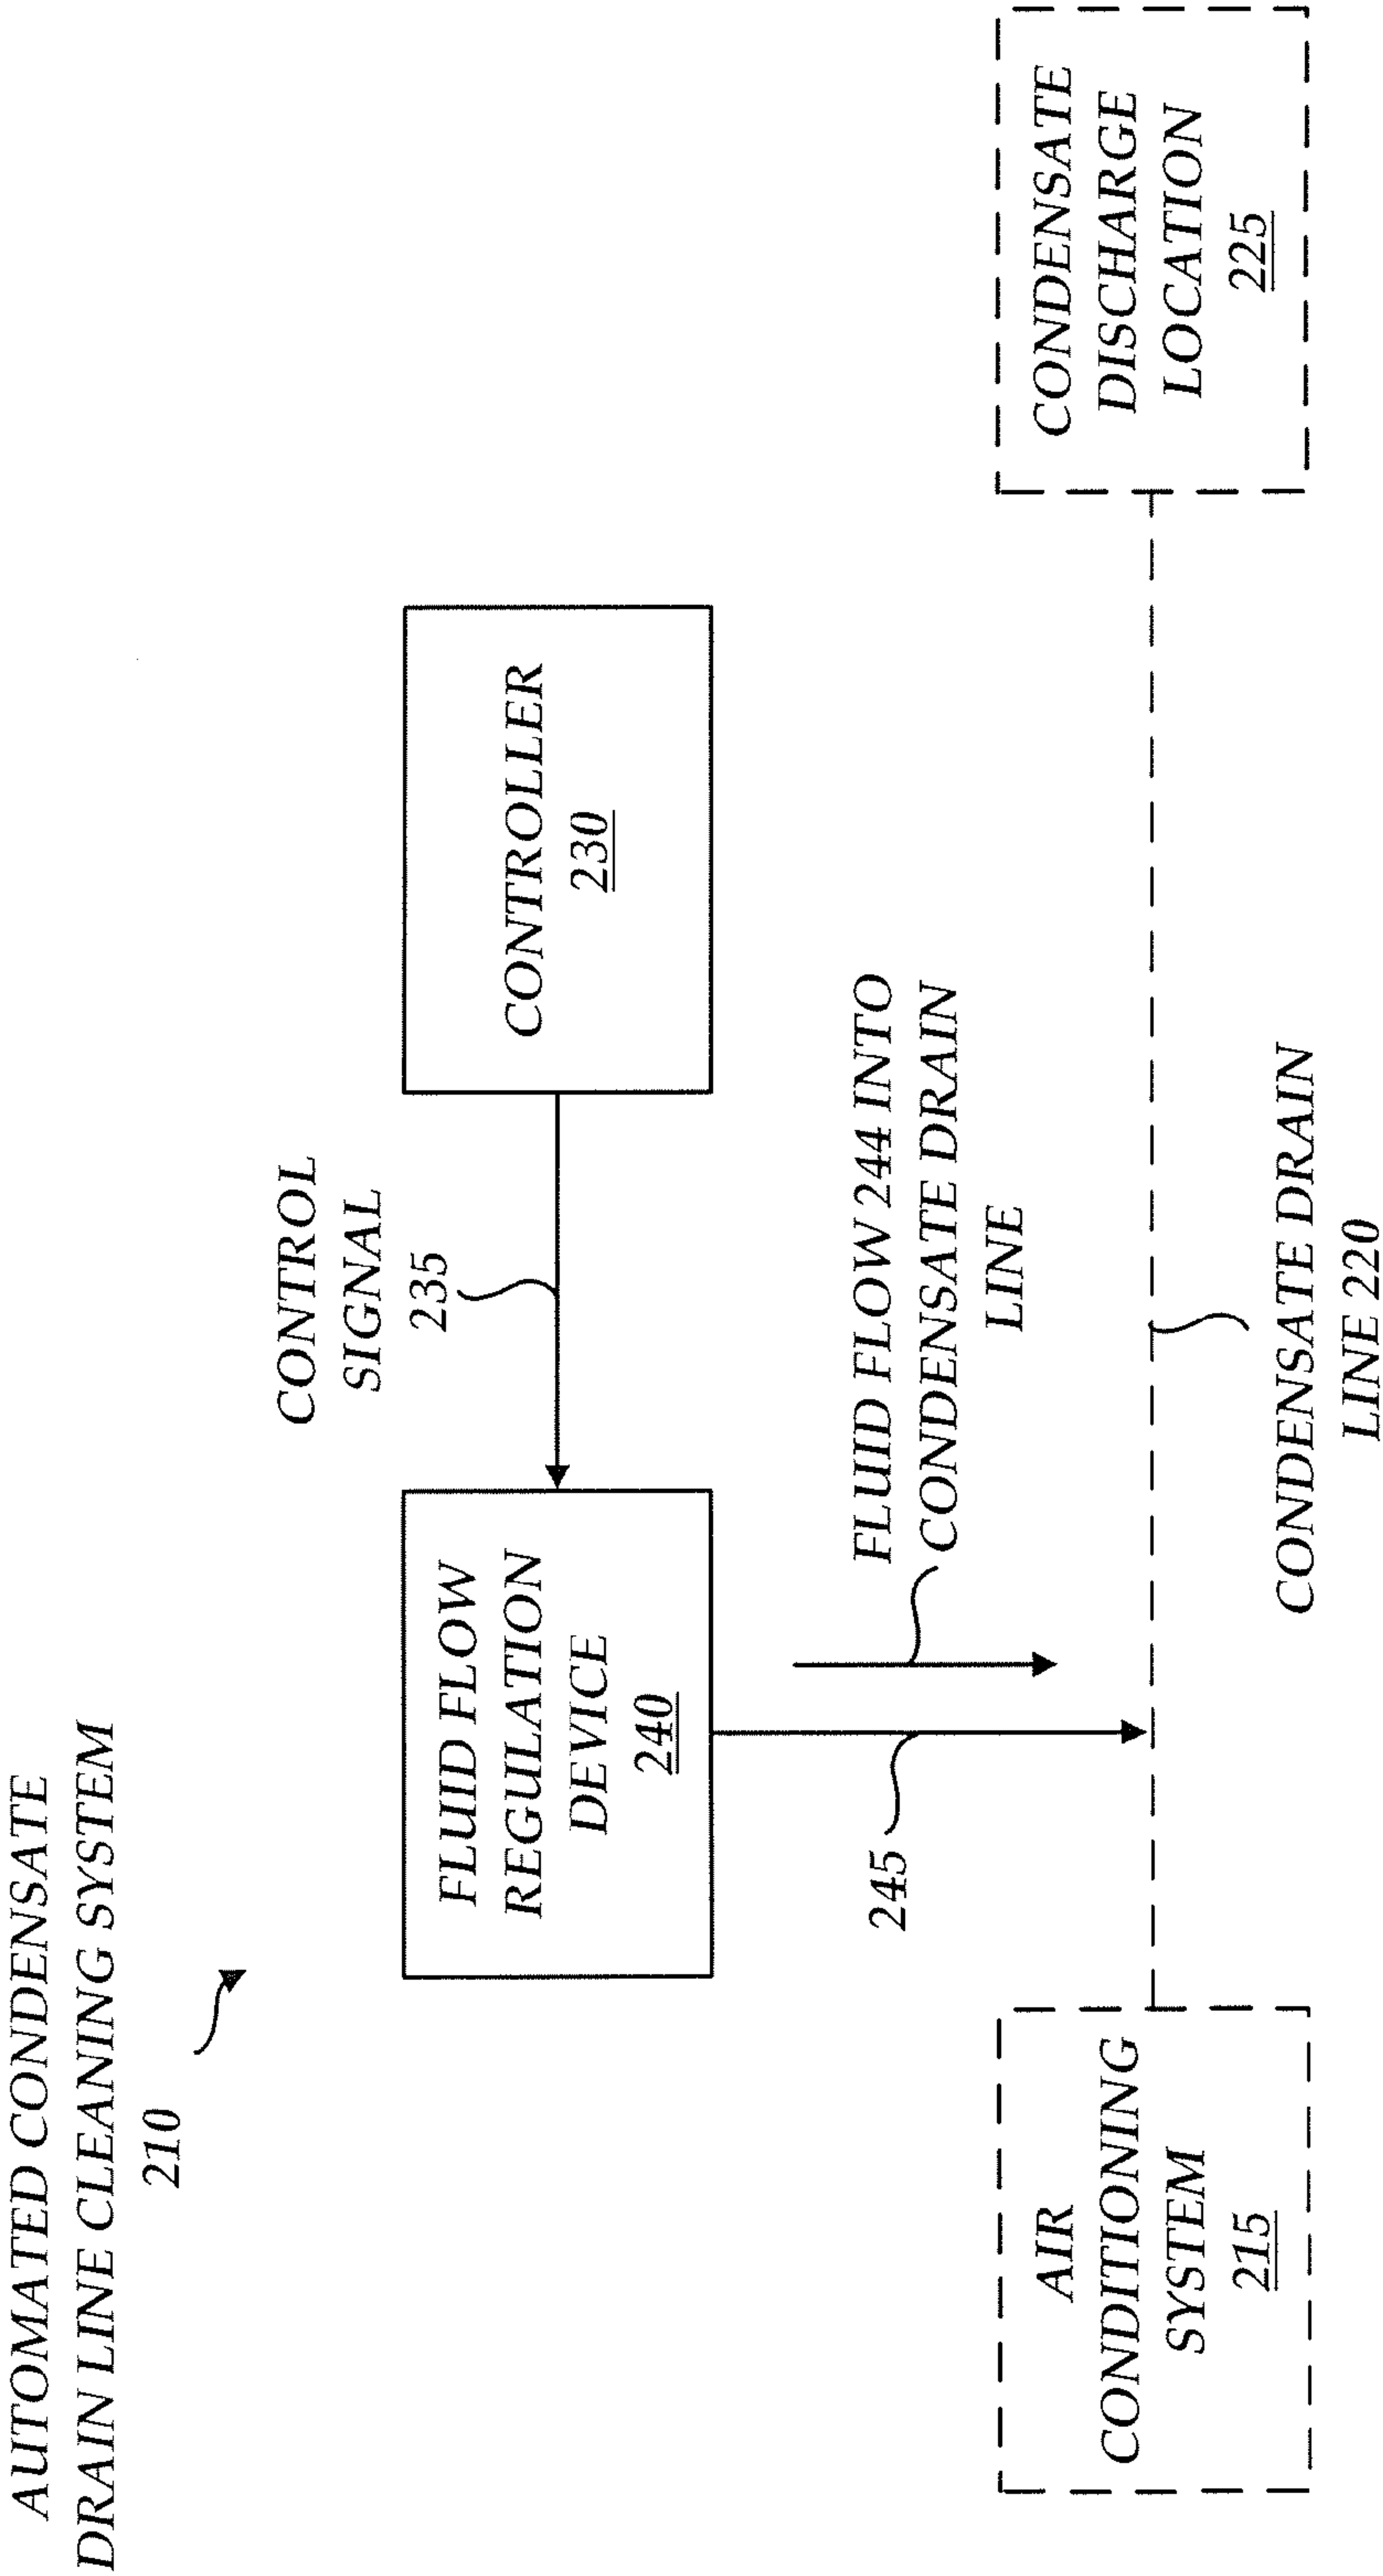 AUTOMATED CONDENSATE
DRAIN LINE CLEANING SYSTEM
210
CONTROL
SIGNAL
235
FLUID FLOW
REGULATION
DEVICE
240
CONTROLLER
230
245
FLUID FLOW 244 INTO
CONDENSATE DRAIN
LINE
AIR
CONDITIONING
SYSTEM
215
CONDENSATE DRAIN
LINE 220
CONDENSATE
DISCHARGE
LOCATION
225